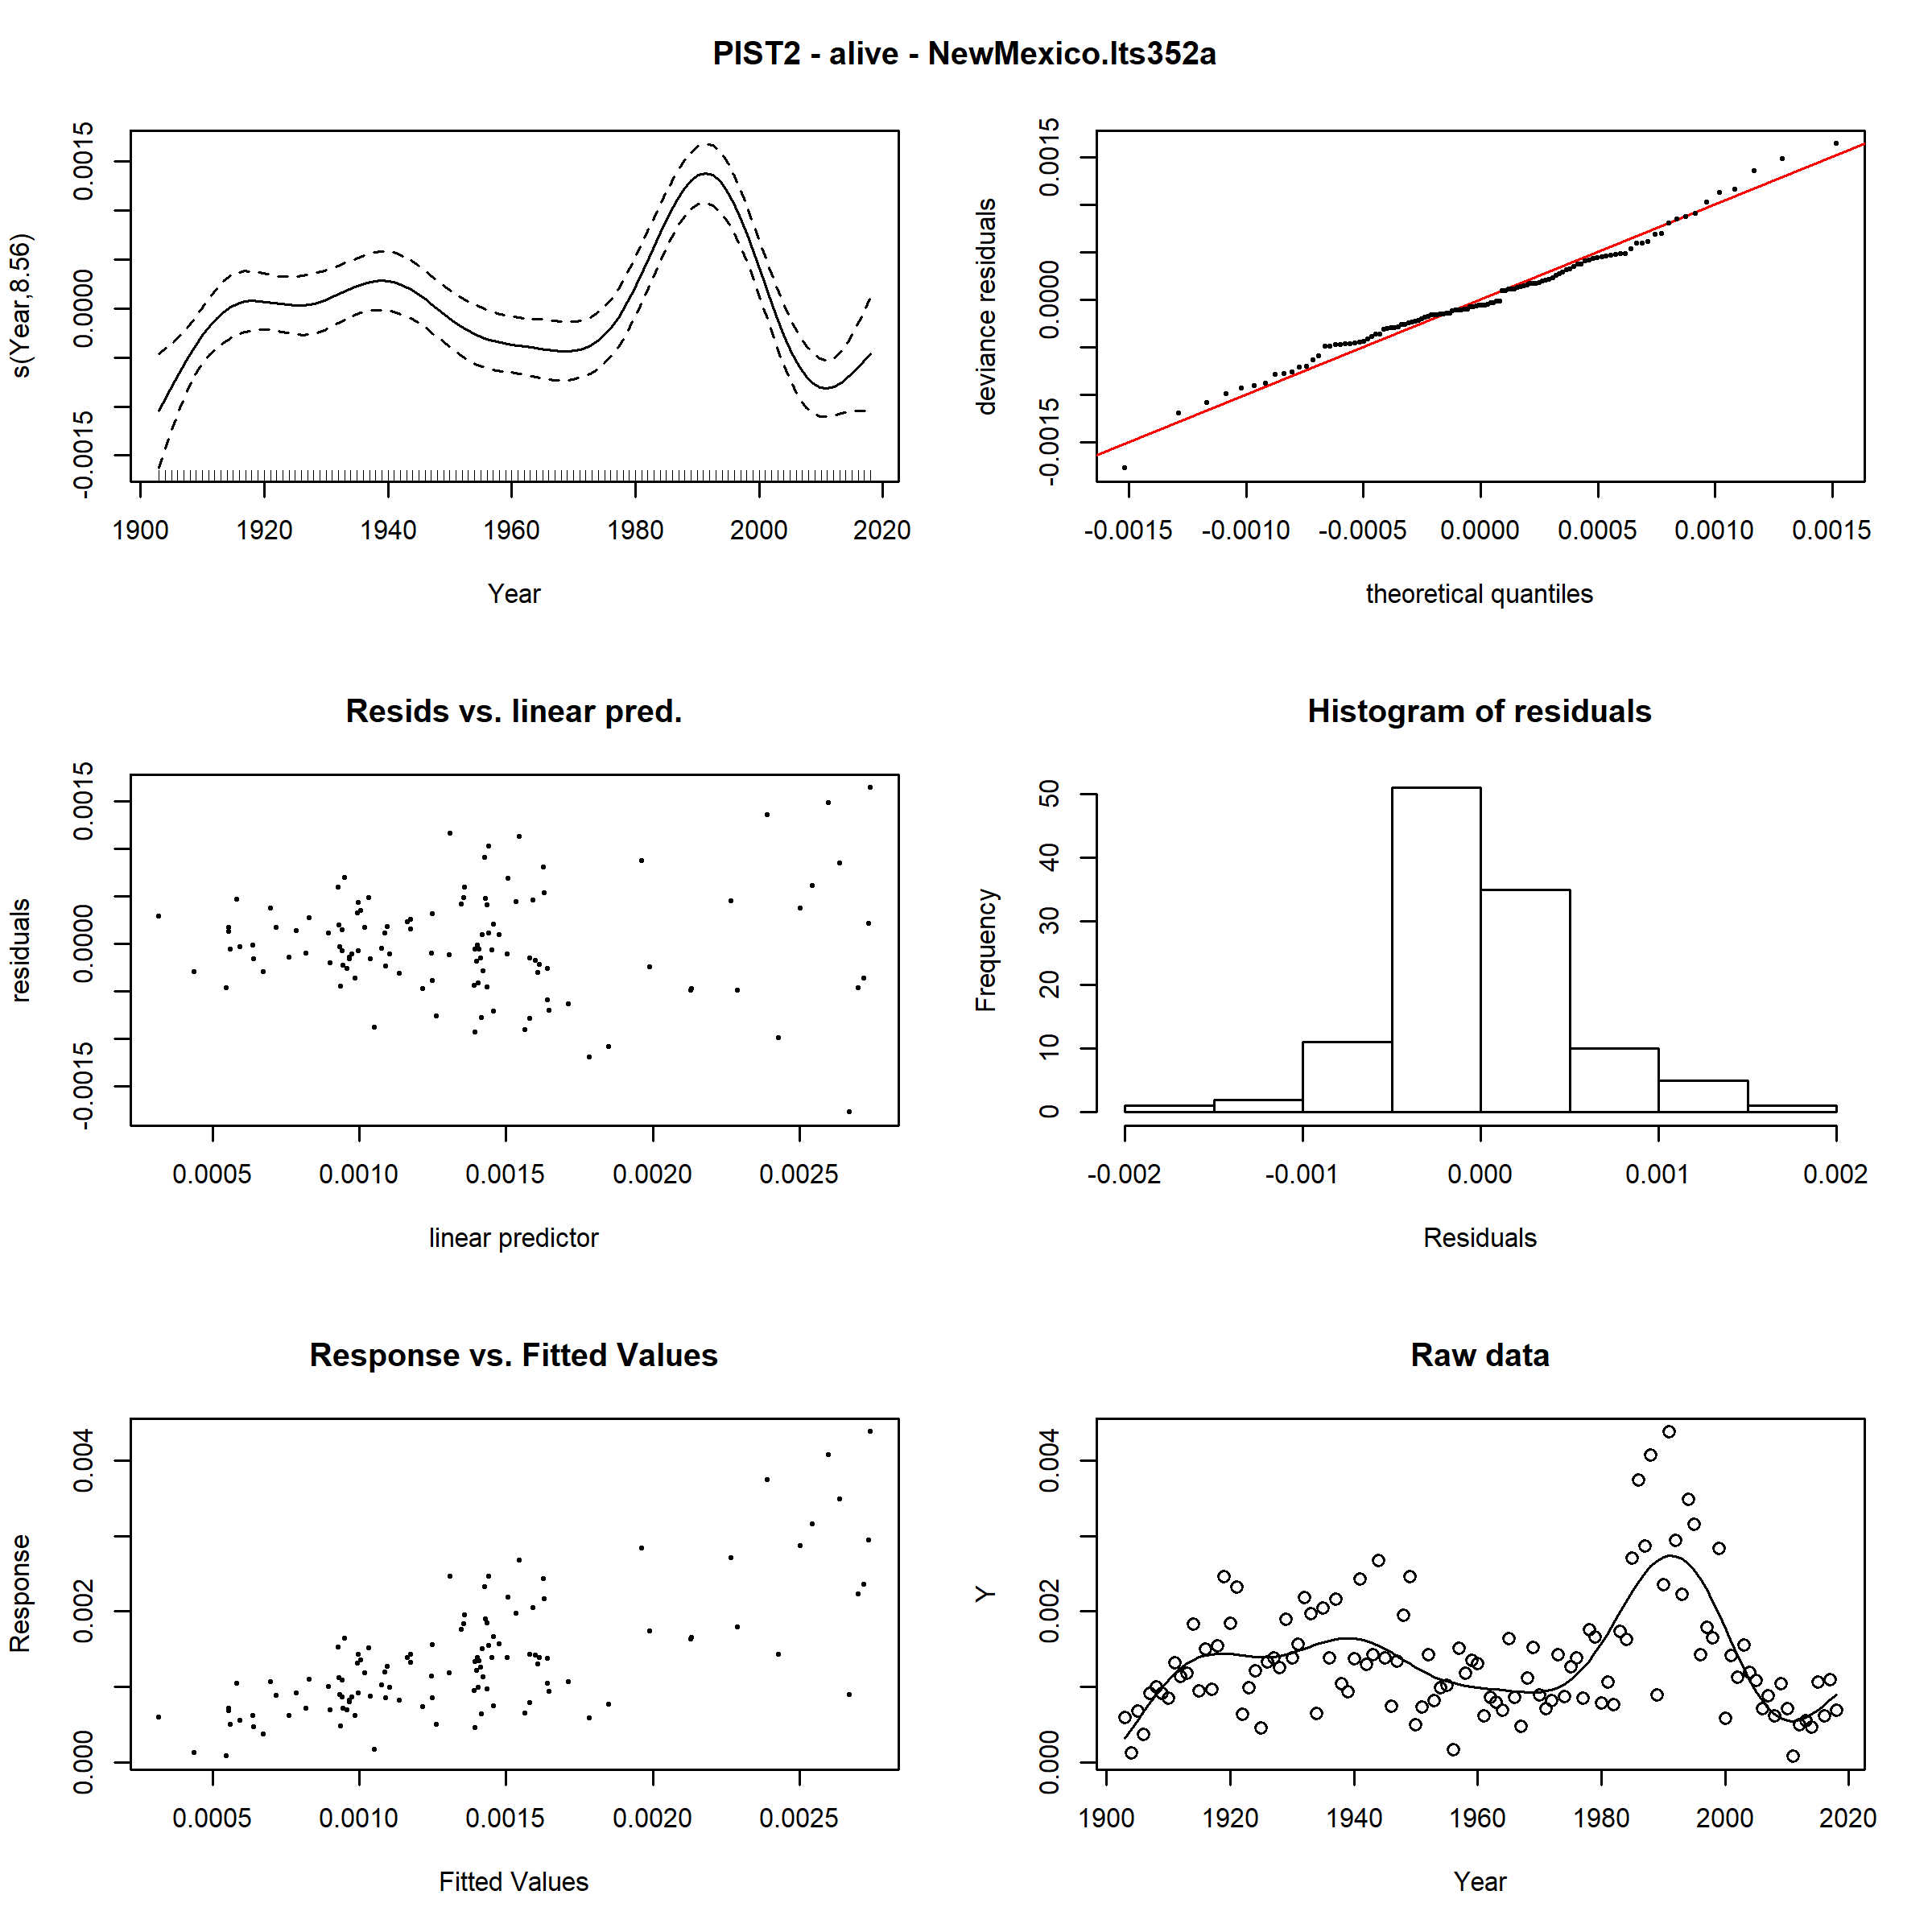 PIST2 - alive - NewMexico.lts352a
s(Year,8.56)
0.0015
0.0000
-0.0015
1900 1920 1940 1960 1980 2000 2020
Year
deviance residuals
0.0015
0.0000
-0.0015
-0.0015 -0.0010 -0.0005 0.0000 0.0005 0.0010 0.0015
theoretical quantiles
Resids vs. linear pred.
residuals
0.0015
0.0000
-0.0015
0.0005 0.0010 0.0015 0.0020 0.0025
linear predictor
Histogram of residuals
Frequency
50
40
30
20
10
0
-0.002 -0.001 0.000 0.001 0.002
Residuals
Response vs. Fitted Values
Response
0.004
0.002
0.000
0.0005 0.0010 0.0015 0.0020 0.0025
Fitted Values
Raw data
Y
0.004
0.002
0.000
1900 1920 1940 1960 1980 2000 2020
Year